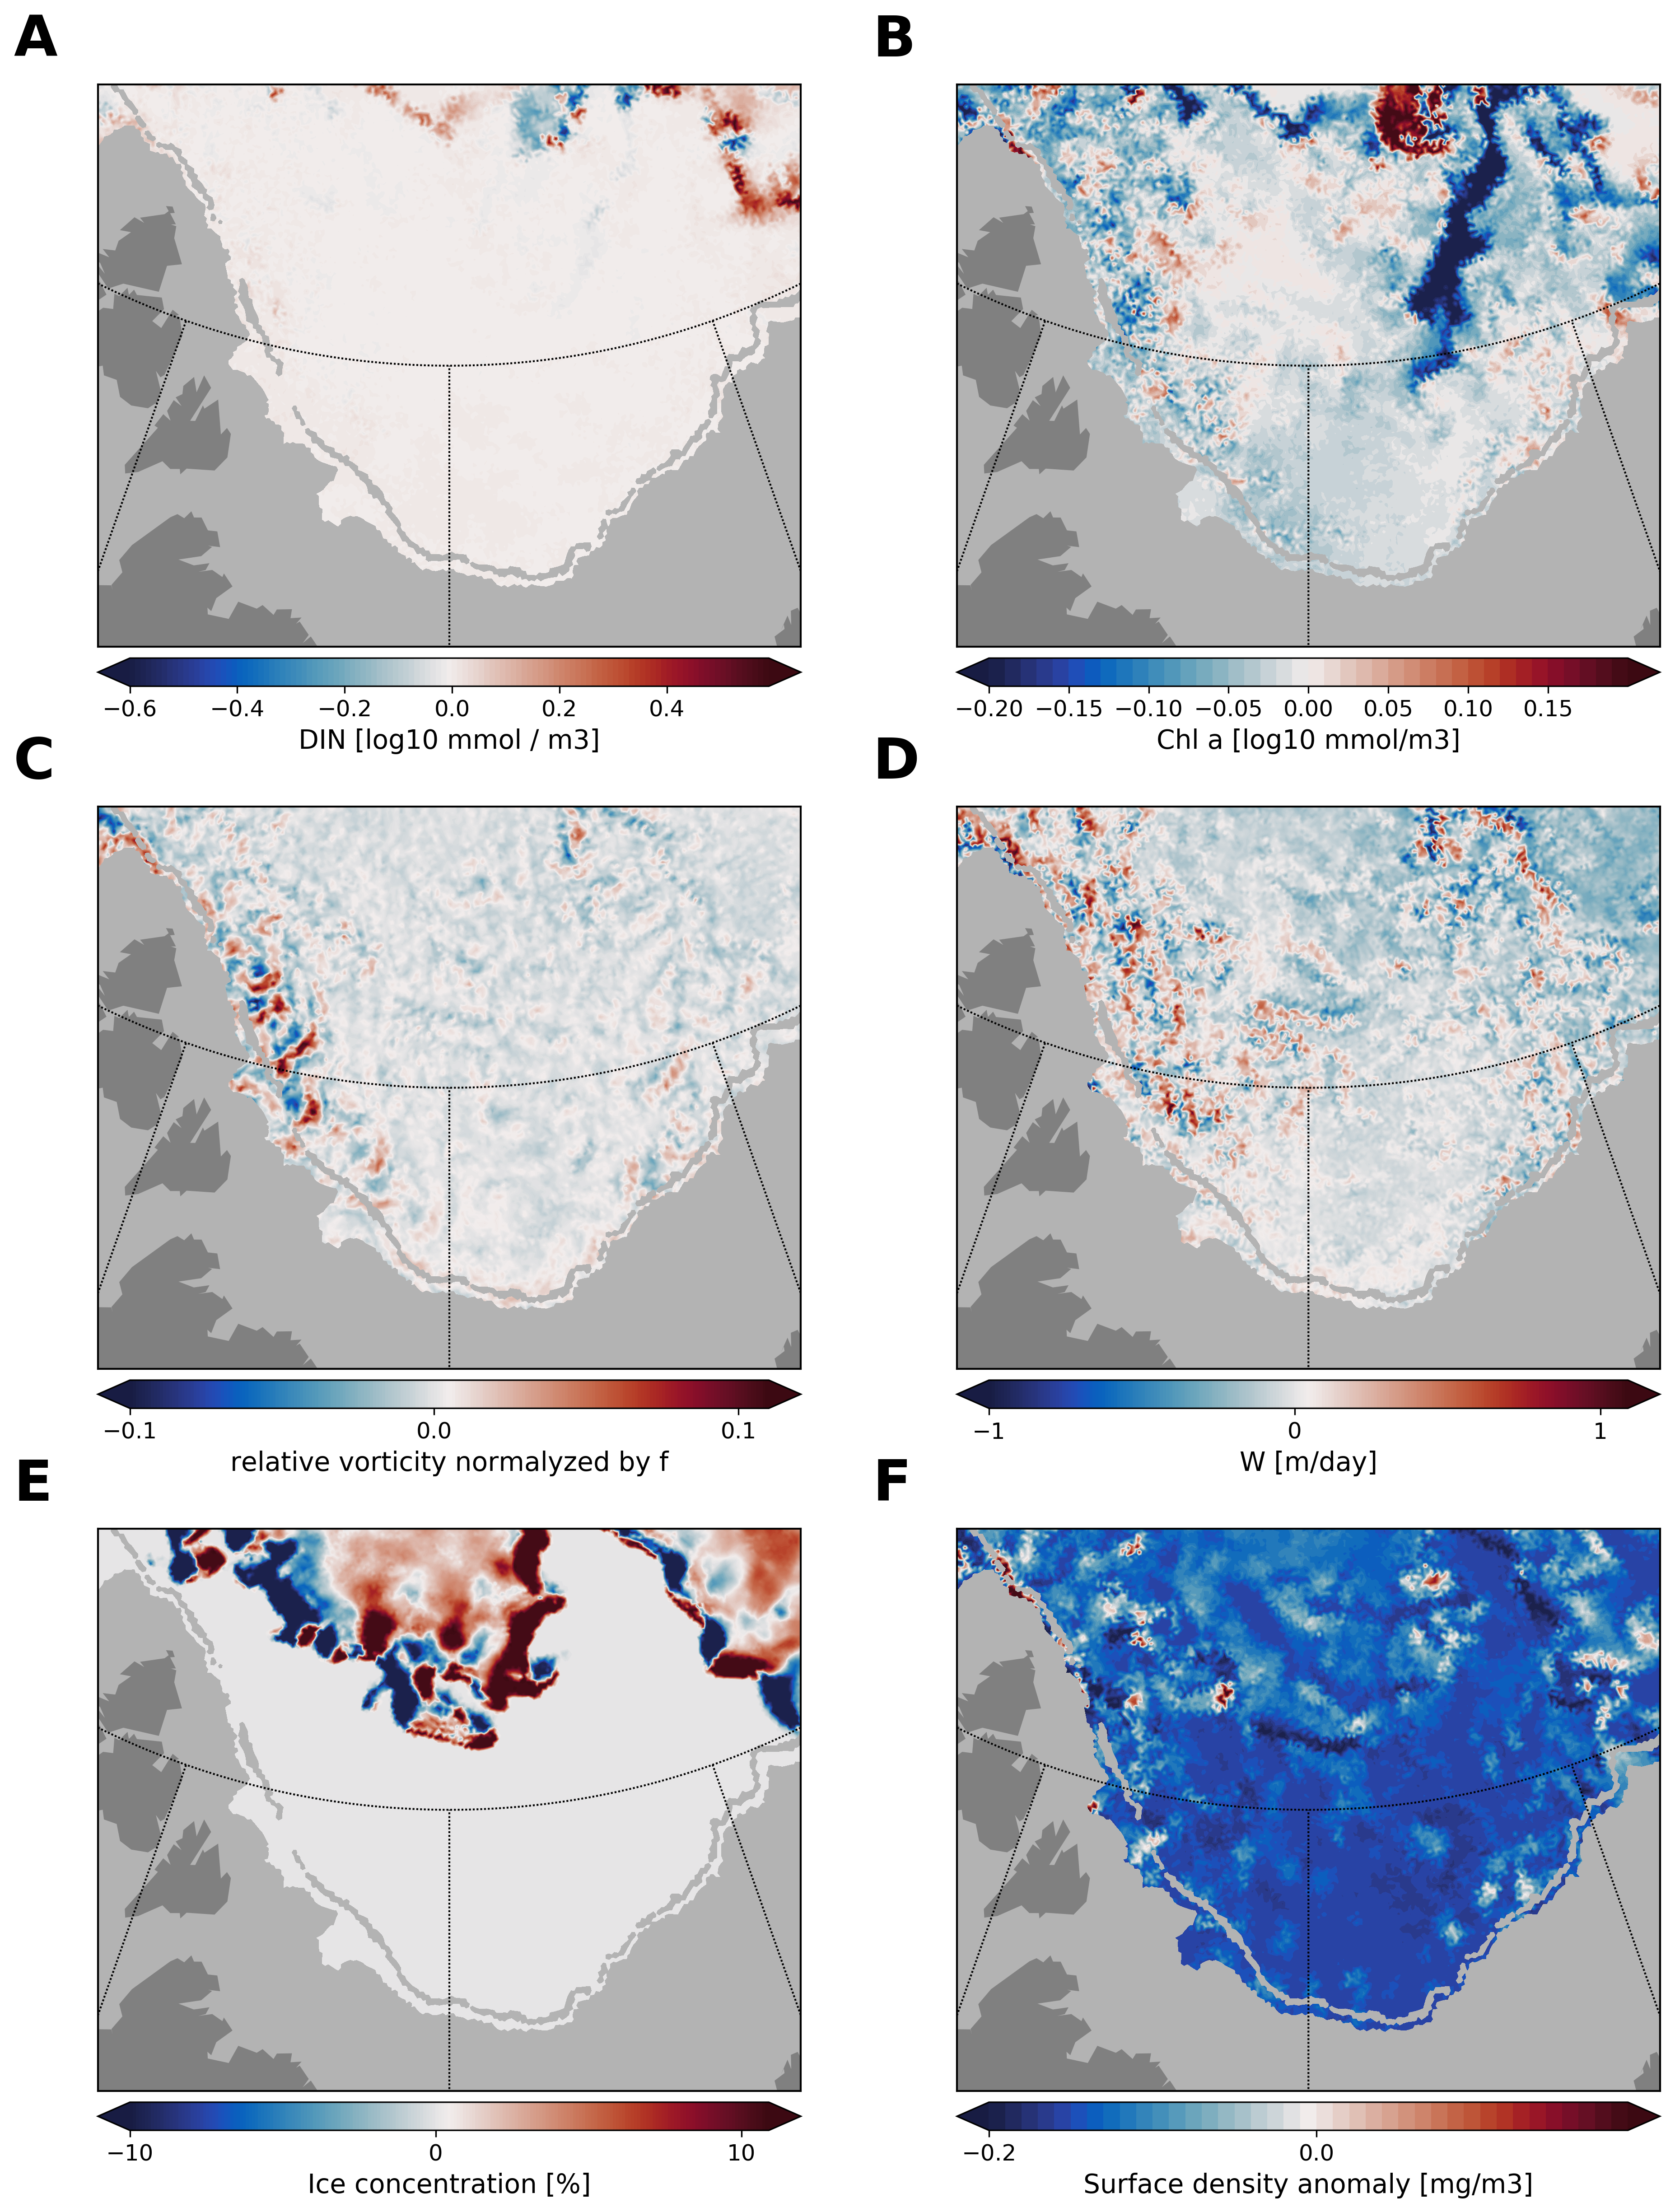 A B
−0.6 −0.4 −0.2 0.0 0.2 0.4
DIN [log10 mmol / m3]
−0.20 −0.15 −0.10 −0.05 0.00 0.05 0.10 0.15
Chl a [log10 mmol/m3]
C D
−0.1 0.0 0.1
relative vorticity normalyzed by f
−1 0 1
W [m/day]
E F
−10 0 10
Ice concentration [%]
−0.2 0.0
Surface density anomaly [mg/m3]